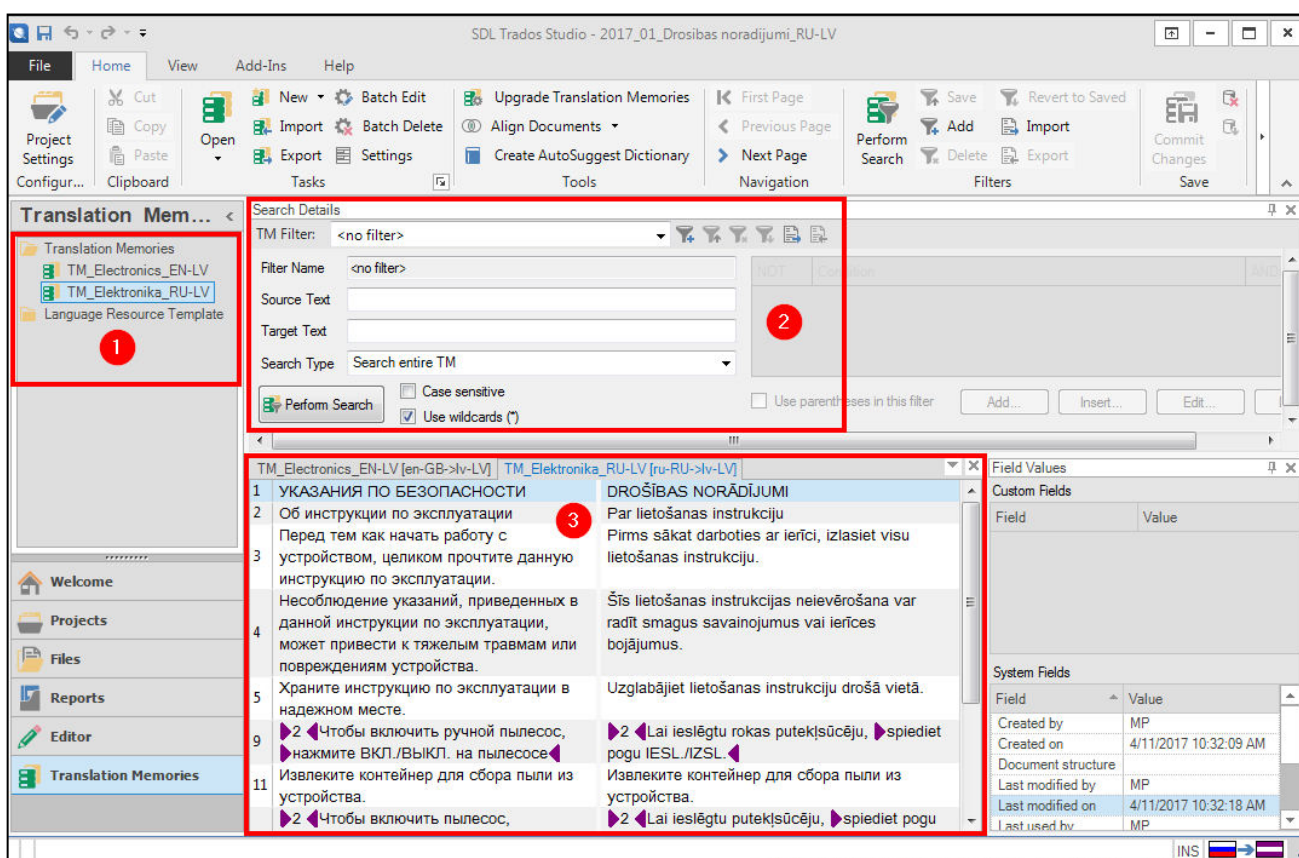 SDL Trados Studio - 2017_01_Drosibas noradijumi_RU-LV
File Home View Add-Ins Help
Project Settings
Configur...
Cut
Copy
Paste
Clipboard
Open
New Batch Edit
Import Batch Delete
Export Settings
Tasks
Upgrade Translation Memories
Align Documents
Create AutoSuggest Dictionary
Tools
First Page
Previous Page
Next Page
Navigation
Perform Search
Save Revert to Saved
Add Import
Delete Export
Filters
Commit Changes
Save
Translation Mem...
Translation Memories
TM_Electronics_EN-LV
TM_Elektronika_RU-LV
Language Resource Template
1
Welcome
Projects
Files
Reports
Editor
Translation Memories
Search Details
TM Filter: <no filter>
Filter Name <no filter>
Source Text
Target Text
Search Type Search entire TM
Perform Search
Case sensitive
Use wildcards (*)
2
NOT Condition AND
Use parentheses in this filter Add... Insert... Edit...
TM_Electronics_EN-LV [en-GB->lv-LV] TM_Elektronika_RU-LV [ru-RU->lv-LV]
3
1 УКАЗАНИЯ ПО БЕЗОПАСНОСТИ DROŠĪBAS NORĀDĪJUMI
2 Об инструкции по эксплуатации Par lietošanas instrukciju
3 Перед тем как начать работу с Pirms sākat darboties ar ierīci, izlasiet visu
устройством, целиком прочтите данную lietošanas instrukciju.
инструкцию по эксплуатации.
4 Несоблюдение указаний, приведенных в Šīs lietošanas instrukcijas neievērošana var
данной инструкции по эксплуатации, radīt smagus savainojumus vai ierīces
может привести к тяжелым травмам или bojājumus.
повреждениям устройства.
5 Храните инструкцию по эксплуатации в Uzglabājiet lietošanas instrukciju drošā vietā.
надежном месте.
9 2 Чтобы включить ручной пылесос, 2 Lai ieslēgtu rokas putekļsūcēju, spiediet
нажмите ВКЛ./ВЫКЛ. на пылесосе pogu IESL./IZSL.
11 Извлеките контейнер для сбора пыли из Извлеките контейнер для сбора пыли из
устройства. устройства.
2 Чтобы включить пылесос, 2 Lai ieslēgtu putekļsūcēju, spiediet pogu
Field Values
Custom Fields
Field Value
System Fields
Field Value
Created by MP
Created on 4/11/2017 10:32:09 AM
Document structure
Last modified by MP
Last modified on 4/11/2017 10:32:18 AM
Last used by MP
INS